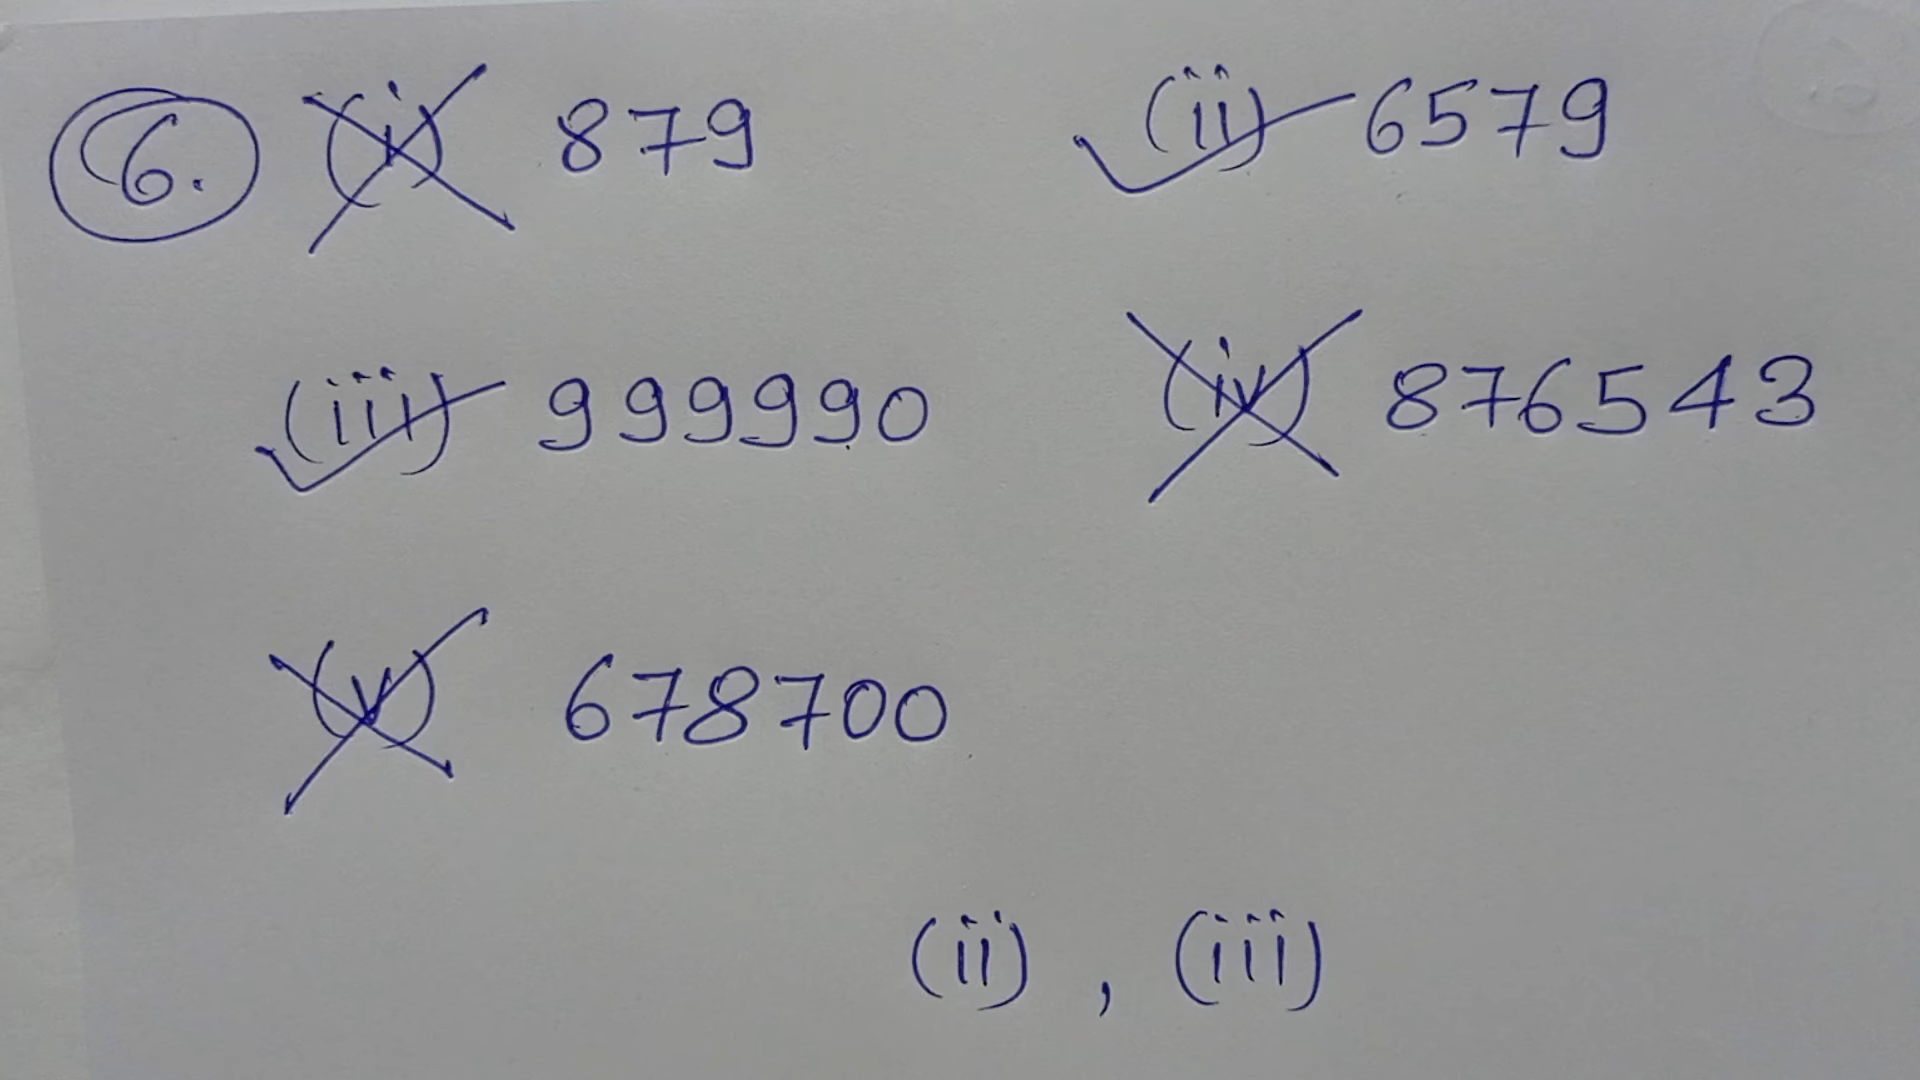 6. (i) 879 (ii) 6579
(iii) 999990 (iv) 876543
(v) 678700
(ii), (iii)